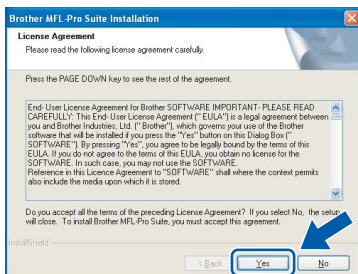 Brother MFL-Pro Suite Installation
License Agreement
Please read the following license agreement carefully.
Press the PAGE DOWN key to see the rest of the agreement.
End- User License Agreement for Brother SOFTWARE IMPORTANT- PLEASE READ
CAREFULLY: This End- User License Agreement (" EULA") is a legal agreement between
you and Brother Industries, Ltd. (" Brother"), which governs your use of the Brother
software that will be installed if you press the "Yes" button on this Dialog Box ("
SOFTWARE"). By pressing "Yes", you agree to be legally bound by the terms of this
EULA. If you do not agree to the terms of this EULA, you obtain no license for the
SOFTWARE. In such case, you may not use the SOFTWARE.
Reference in this Licence Agreement to "SOFTWARE" shall where the context permits
also include the media upon which it is stored.
Do you accept all the terms of the preceding License Agreement? If you select No, the setup
will close. To install Brother MFL-Pro Suite, you must accept this agreement.
InstallShield
< Back Yes No